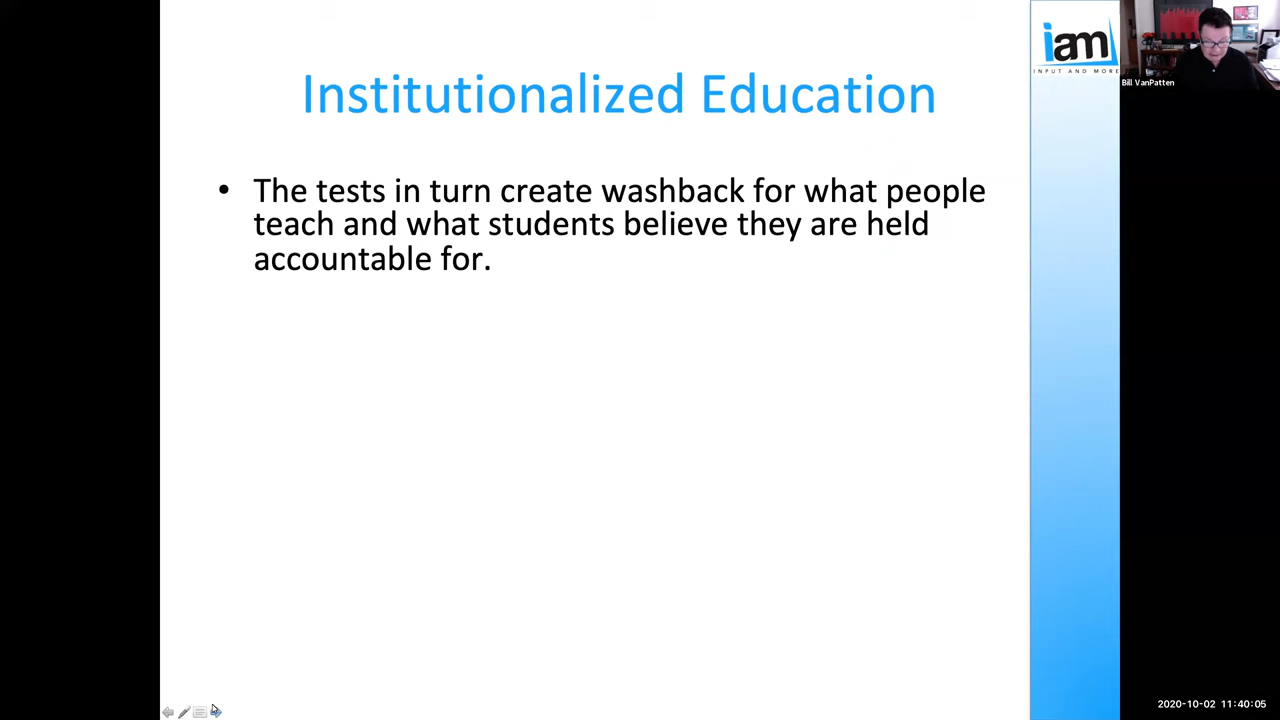 Institutionalized Education
• The tests in turn create washback for what people
teach and what students believe they are held
accountable for.
iam
INPUT AND MORE
Bill VanPatten
2020-10-02 11:40:05